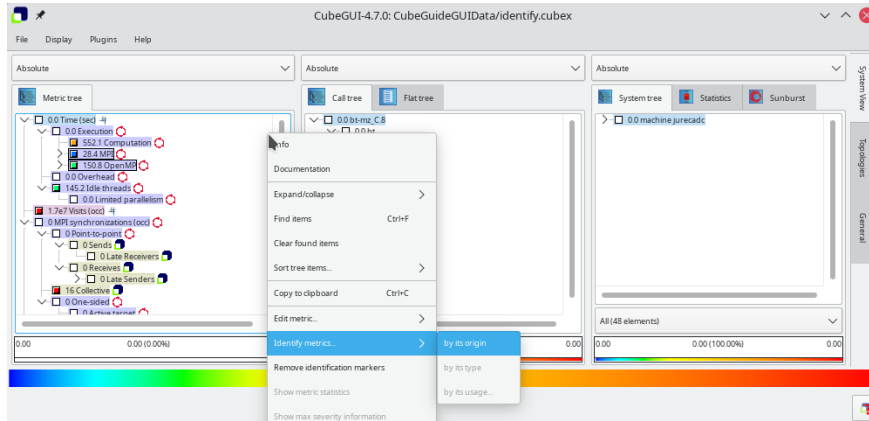 CubeGUI-4.7.0: CubeGuideGUIData/identify.cubex
File Display Plugins Help
Absolute Absolute Absolute
Metric tree Call tree Flat tree System tree Statistics Sunburst
System View
Topologies
General
0.0 Time (sec)
0.0 Execution
552.1 Computation
28.4 MPI
150.8 OpenMP
0.0 Overhead
145.2 Idle threads
0.0 Limited parallelism
1.7e7 Visits (occ)
0 MPI synchronizations (occ)
0 Point-to-point
0 Sends
0 Late Receivers
0 Receives
0 Late Senders
16 Collective
0 One-sided
0 Active target
0.0 bt-mz_C.8
0.0 bt
0.0 machine jurecadc
Info
Documentation
Expand/collapse
Find items Ctrl+F
Clear found items
Sort tree items...
Copy to clipboard Ctrl+C
Edit metric...
Identify metrics...
Remove identification markers
Show metric statistics
Show max severity information
by its origin
by its type
by its usage...
All (48 elements)
0.00 0.00 (0.00%) 0.00 0.00 0.00 (100.00%) 0.00